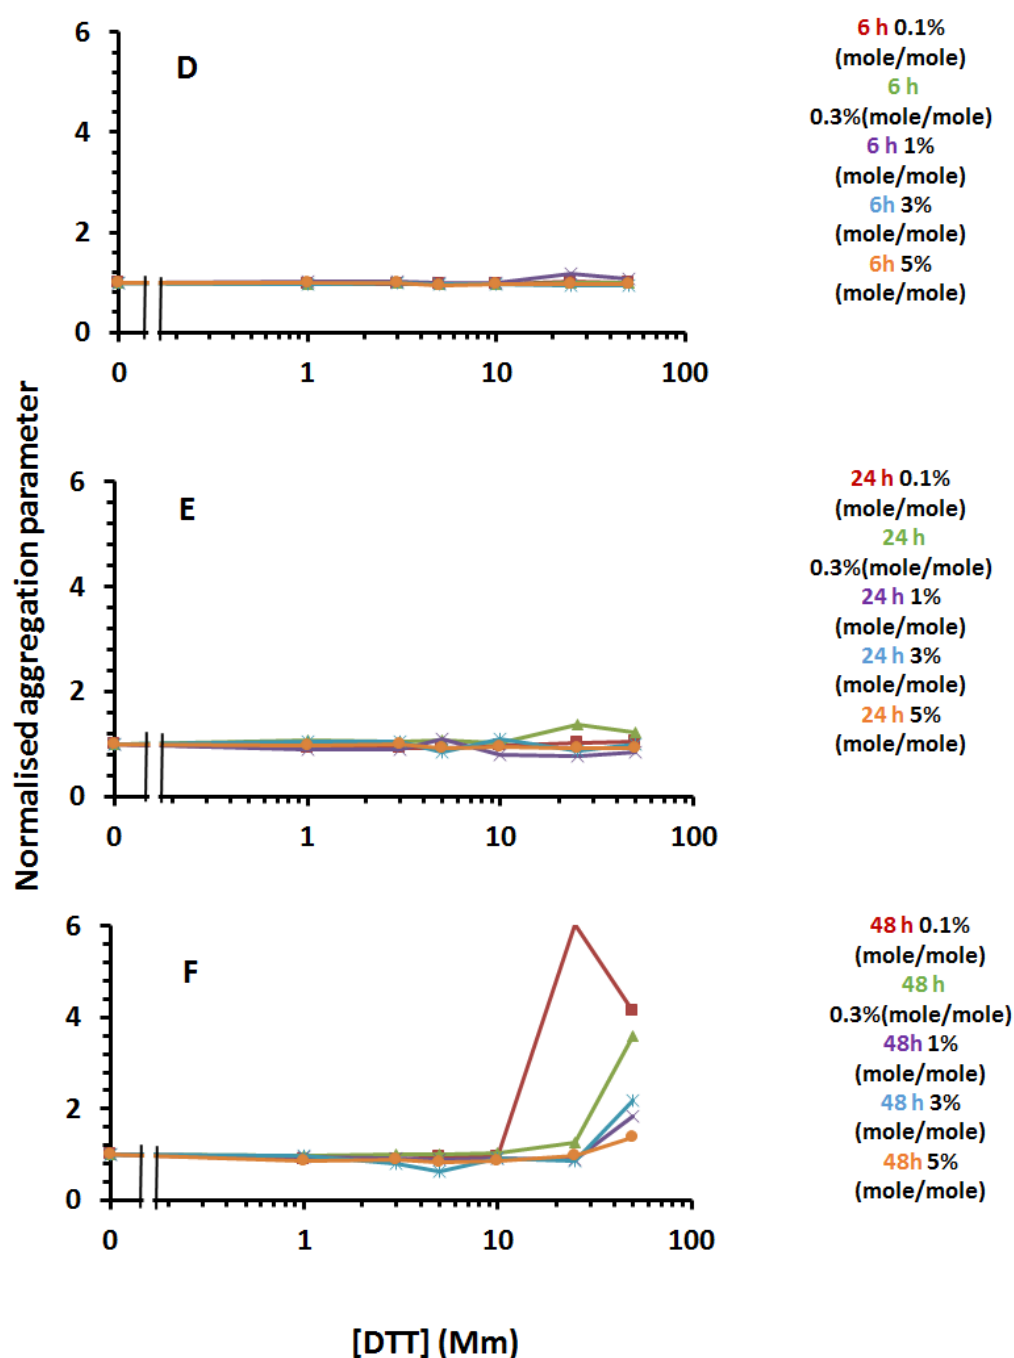 6
D
4
2
0
0 1 10 100
6 h 0.1%
(mole/mole)
6 h
0.3%(mole/mole)
6 h 1%
(mole/mole)
6h 3%
(mole/mole)
6h 5%
(mole/mole)
Normalised aggregation parameter
6
E
4
2
0
0 1 10 100
24 h 0.1%
(mole/mole)
24 h
0.3%(mole/mole)
24 h 1%
(mole/mole)
24 h 3%
(mole/mole)
24 h 5%
(mole/mole)
6
F
4
2
0
0 1 10 100
48 h 0.1%
(mole/mole)
48 h
0.3%(mole/mole)
48h 1%
(mole/mole)
48 h 3%
(mole/mole)
48h 5%
(mole/mole)
[DTT] (Mm)